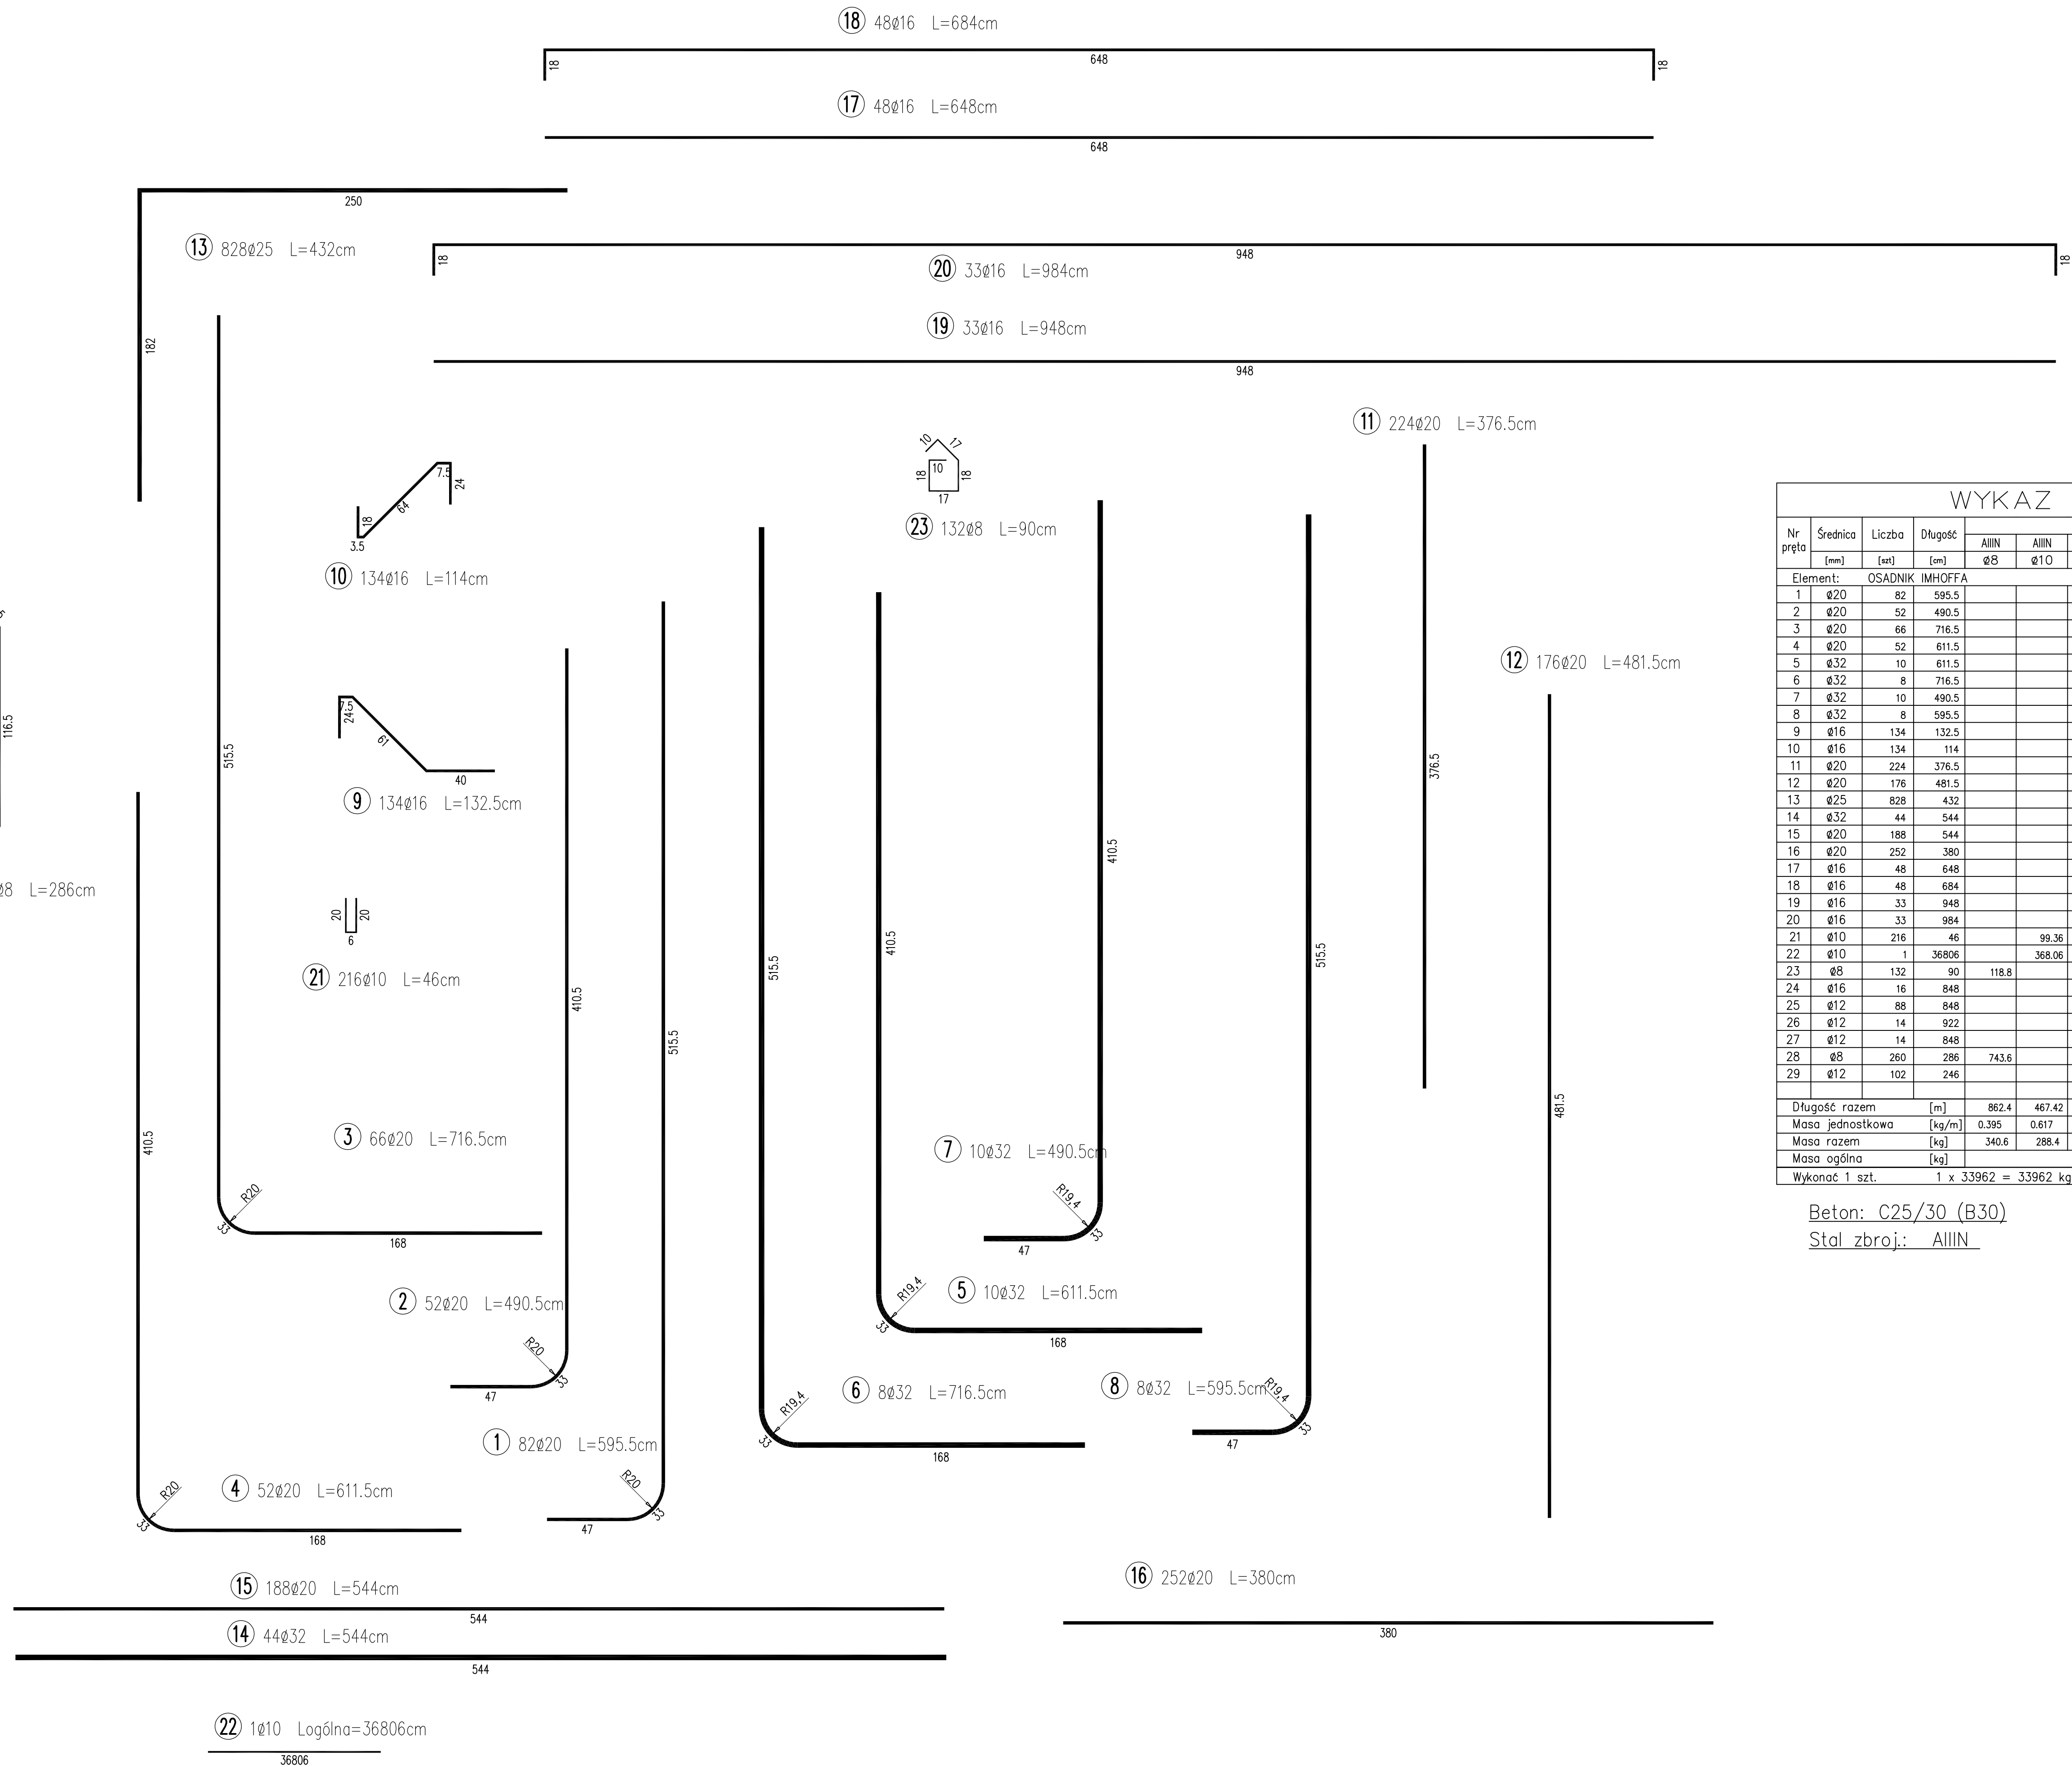 18 48ø16 L=684cm
18 648 18
17 48ø16 L=648cm
648
250
182
13 828ø25 L=432cm
18 948 18
20 33ø16 L=984cm
19 33ø16 L=948cm
948
11 224ø20 L=376.5cm
376.5
10 17
18 10 18
17
23 132ø8 L=90cm
7.5
24
64
18
3.5
10 134ø16 L=114cm
12 176ø20 L=481.5cm
481.5
7.5
24
61
40
9 134ø16 L=132.5cm
116.5
ø8 L=286cm
20 20
6
21 216ø10 L=46cm
515.5
3 66ø20 L=716.5cm
R20
33
168
410.5
2 52ø20 L=490.5cm
R20
33
47
515.5
1 82ø20 L=595.5cm
R20
33
47
410.5
4 52ø20 L=611.5cm
R20
33
168
410.5
7 10ø32 L=490.5cm
R19,4
33
47
410.5
5 10ø32 L=611.5cm
R19,4
33
168
515.5
6 8ø32 L=716.5cm
R19,4
33
168
515.5
8 8ø32 L=595.5cm
R19,4
33
47
15 188ø20 L=544cm
544
14 44ø32 L=544cm
544
16 252ø20 L=380cm
380
22 1ø10 Logólna=36806cm
36806
WYKAZ
Nr pręta Średnica Liczba Długość AIIIN AIIIN
[mm] [szt] [cm] ø8 ø10
Element: OSADNIK IMHOFFA
1 ø20 82 595.5
2 ø20 52 490.5
3 ø20 66 716.5
4 ø20 52 611.5
5 ø32 10 611.5
6 ø32 8 716.5
7 ø32 10 490.5
8 ø32 8 595.5
9 ø16 134 132.5
10 ø16 134 114
11 ø20 224 376.5
12 ø20 176 481.5
13 ø25 828 432
14 ø32 44 544
15 ø20 188 544
16 ø20 252 380
17 ø16 48 648
18 ø16 48 684
19 ø16 33 948
20 ø16 33 984
21 ø10 216 46 99.36
22 ø10 1 36806 368.06
23 ø8 132 90 118.8
24 ø16 16 848
25 ø12 88 848
26 ø12 14 922
27 ø12 14 848
28 ø8 260 286 743.6
29 ø12 102 246
Długość razem [m] 862.4 467.42
Masa jednostkowa [kg/m] 0.395 0.617
Masa razem [kg] 340.6 288.4
Masa ogólna [kg]
Wykonać 1 szt. 1 x 33962 = 33962 kg
Beton: C25/30 (B30)
Stal zbroj.: AIIIN